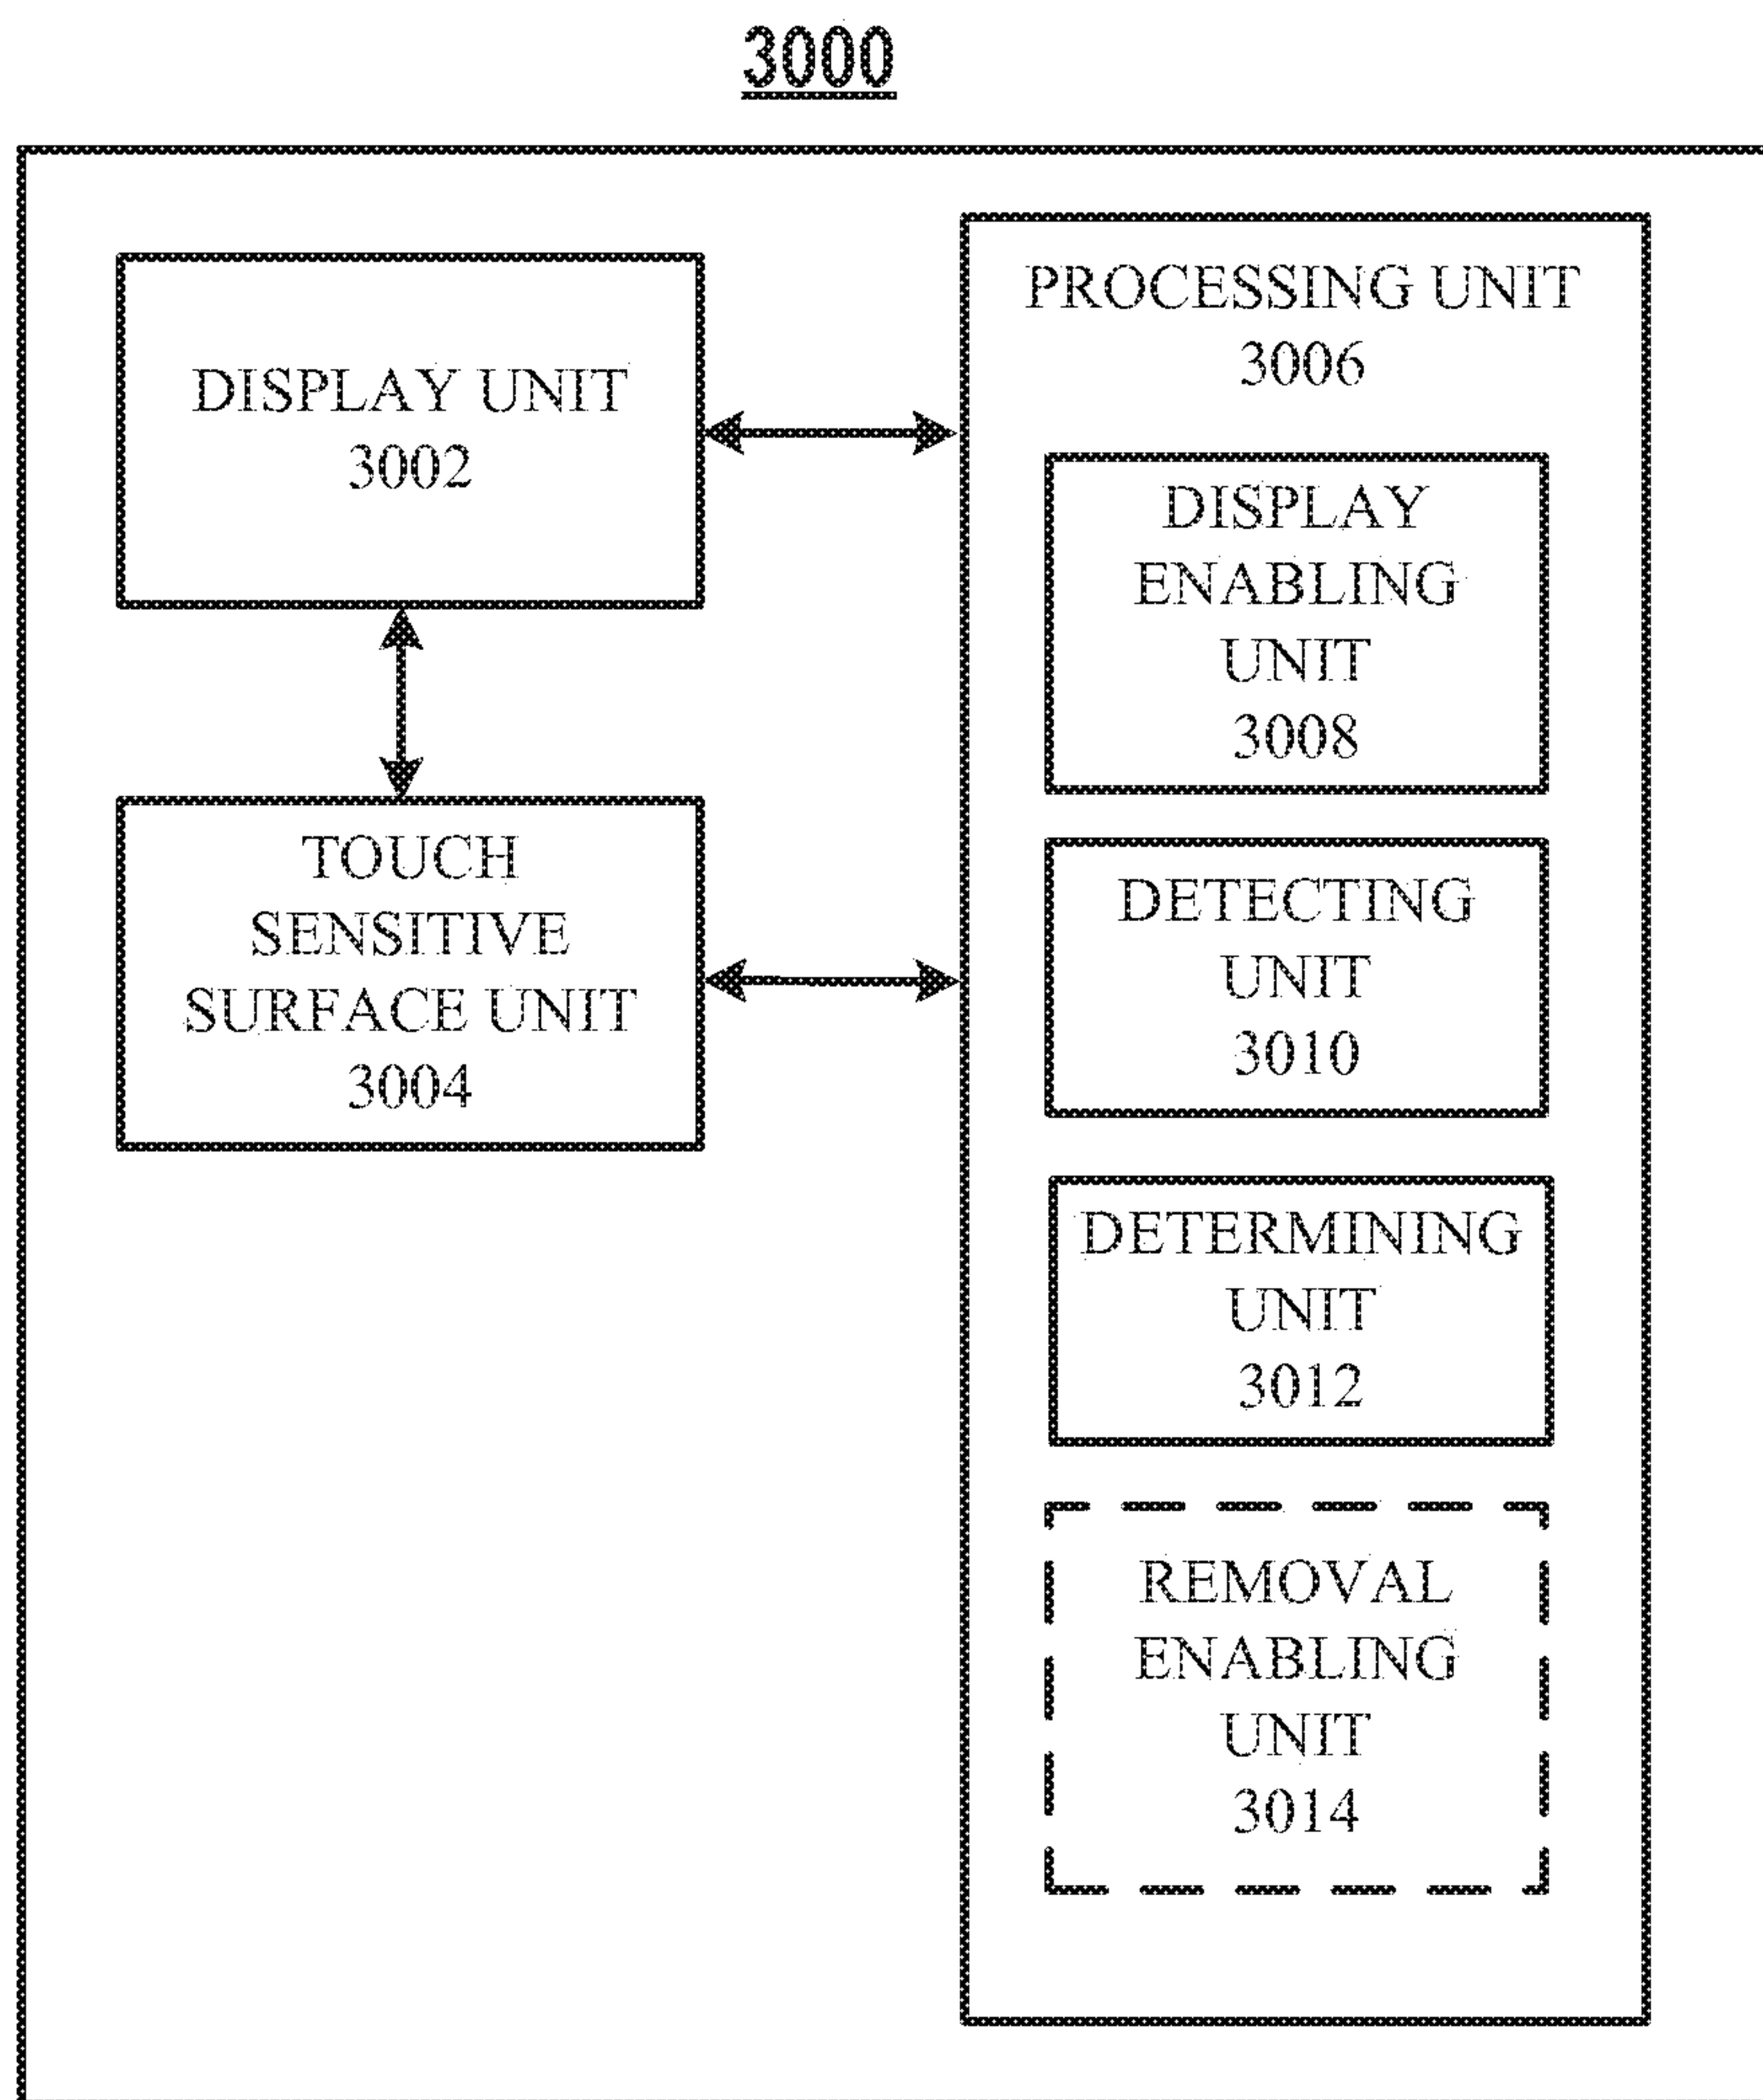 3000
DISPLAY UNIT
3002
TOUCH
SENSITIVE
SURFACE UNIT
3004
PROCESSING UNIT
3006
DISPLAY
ENABLING
UNIT
3008
DETECTING
UNIT
3010
DETERMINING
UNIT
3012
REMOVAL
ENABLING
UNIT
3014